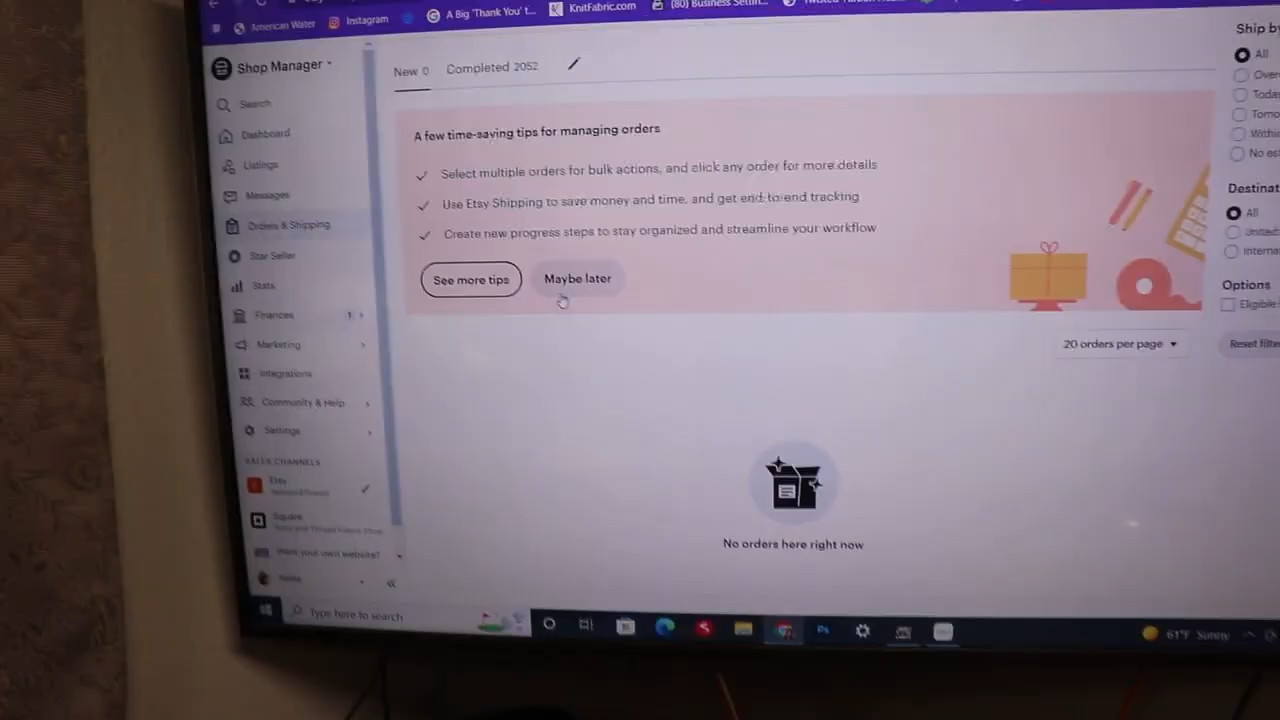 American Water
Instagram
A Big 'Thank You' t...
KnitFabric.com
(80) Business Settin...
Shop Manager
Search
Dashboard
Listings
Messages
Orders & Shipping
Star Seller
Stats
Finances 1
Marketing
Integrations
Community & Help
Settings
SALES CHANNELS
Etsy
Square
Want your own website?
New 0 Completed 2052
A few time-saving tips for managing orders
Select multiple orders for bulk actions, and click any order for more details
Use Etsy Shipping to save money and time, and get end-to-end tracking
Create new progress steps to stay organized and streamline your workflow
See more tips Maybe later
20 orders per page
No orders here right now
Ship by
All
Over
Toda
Tomo
Withi
No es
Destinat
All
United
Interna
Options
Eligible
Reset filte
Type here to search
Ps
61°F Sunny